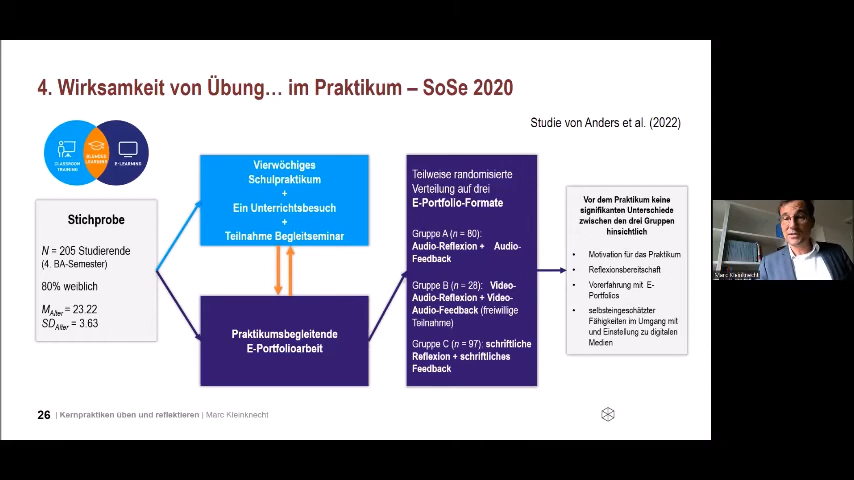 4. Wirksamkeit von Übung… im Praktikum – SoSe 2020
Studie von Anders et al. (2022)
CLASSROOM
TRAINING
BLENDED
LEARNING
E-LEARNING
Stichprobe
N = 205 Studierende
(4. BA-Semester)
80% weiblich
MAlter = 23.22
SDAlter = 3.63
Vierwöchiges
Schulpraktikum
+
Ein Unterrichtsbesuch
+
Teilnahme Begleitseminar
Praktikumsbegleitende
E-Portfolioarbeit
Teilweise randomisierte
Verteilung auf drei
E-Portfolio-Formate
Gruppe A (n = 80):
Audio-Reflexion + Audio-
Feedback
Gruppe B (n = 28): Video-
Audio-Reflexion + Video-
Audio-Feedback (freiwillige
Teilnahme)
Gruppe C (n = 97): schriftliche
Reflexion + schriftliches
Feedback
Vor dem Praktikum keine
signifikanten Unterschiede
zwischen den drei Gruppen
hinsichtlich
• Motivation für das Praktikum
• Reflexionsbereitschaft
• Vorerfahrung mit E-
Portfolios
• selbsteingeschätzter
Fähigkeiten im Umgang mit
und Einstellung zu digitalen
Medien
Marc Kleinknecht
26 | Kernpraktiken üben und reflektieren | Marc Kleinknecht